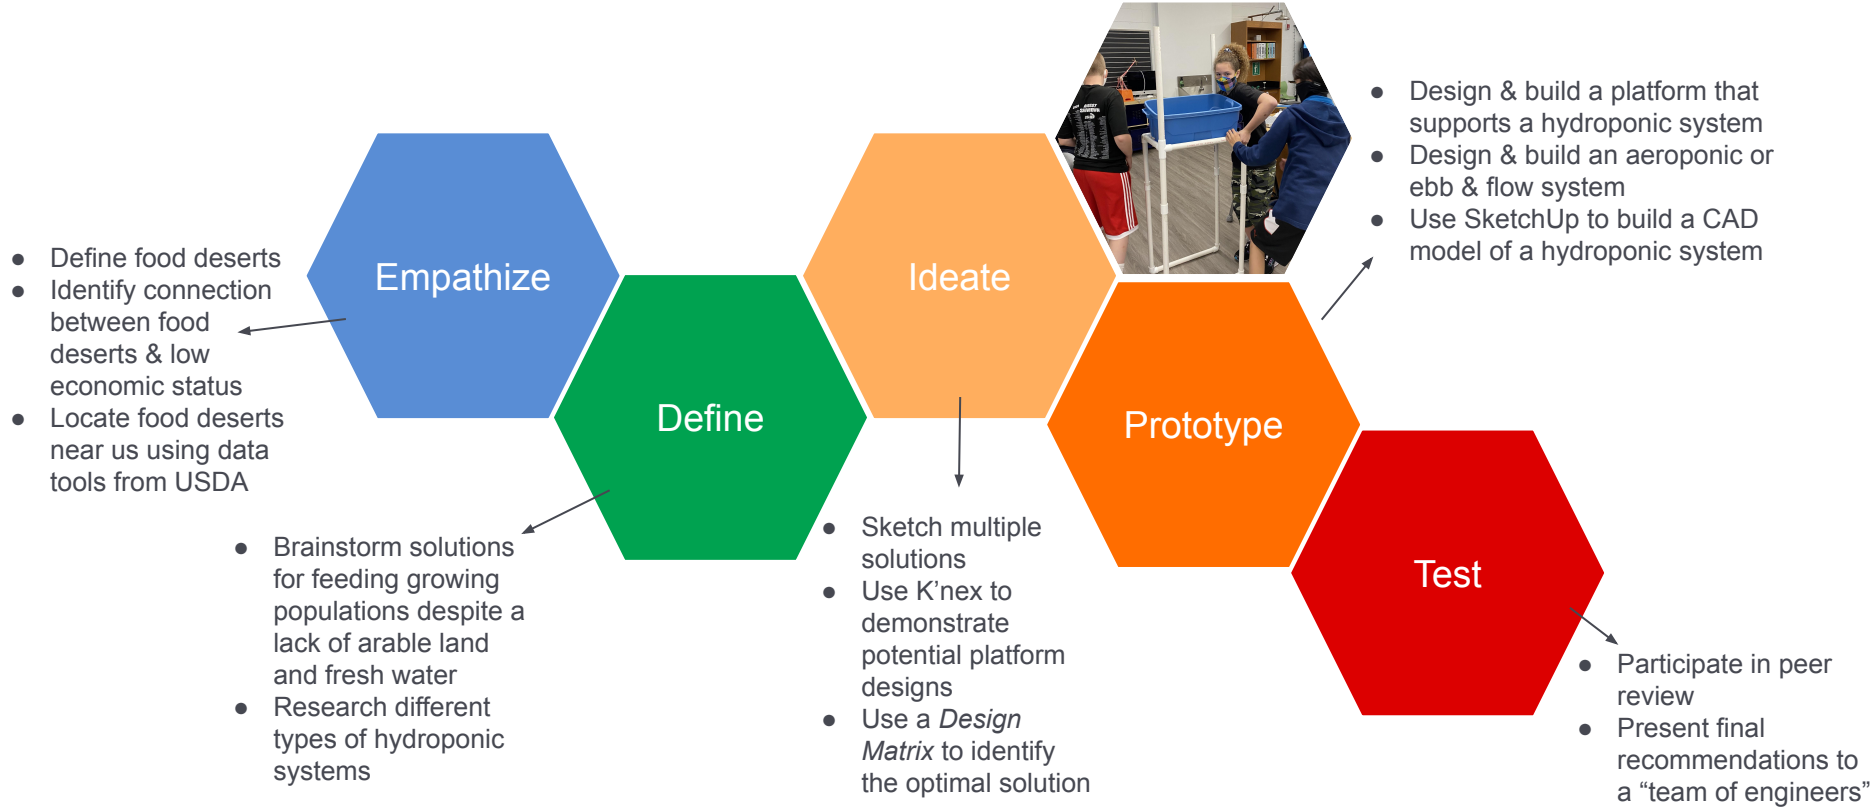 Empathize
● Define food deserts
● Identify connection
between food
deserts & low
economic status
● Locate food deserts
near us using data
tools from USDA
Define
● Brainstorm solutions
for feeding growing
populations despite a
lack of arable land
and fresh water
● Research different
types of hydroponic
systems
Ideate
● Sketch multiple
solutions
● Use K’nex to
demonstrate
potential platform
designs
● Use a Design
Matrix to identify
the optimal solution
Prototype
● Design & build a platform that
supports a hydroponic system
● Design & build an aeroponic or
ebb & flow system
● Use SketchUp to build a CAD
model of a hydroponic system
Test
● Participate in peer
review
● Present final
recommendations to
a “team of engineers”